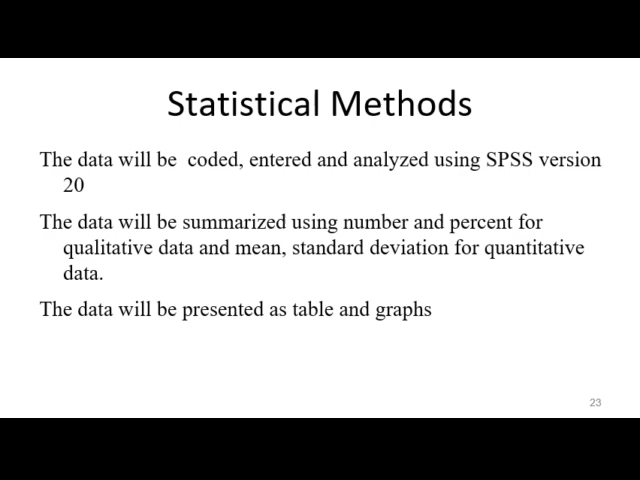 Statistical Methods
The data will be  coded, entered and analyzed using SPSS version
20
The data will be summarized using number and percent for
qualitative data and mean, standard deviation for quantitative
data.
The data will be presented as table and graphs
23